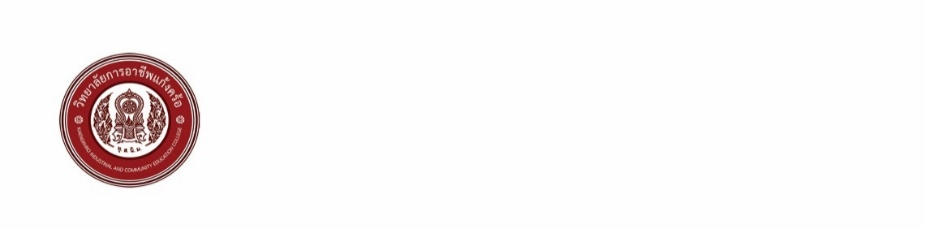 วิทยาลัยการอาชีพแก้งคร้อ
KAENGKHRO INDUSTRIAL AND COMMUNITY EDUCATION COLLEGE